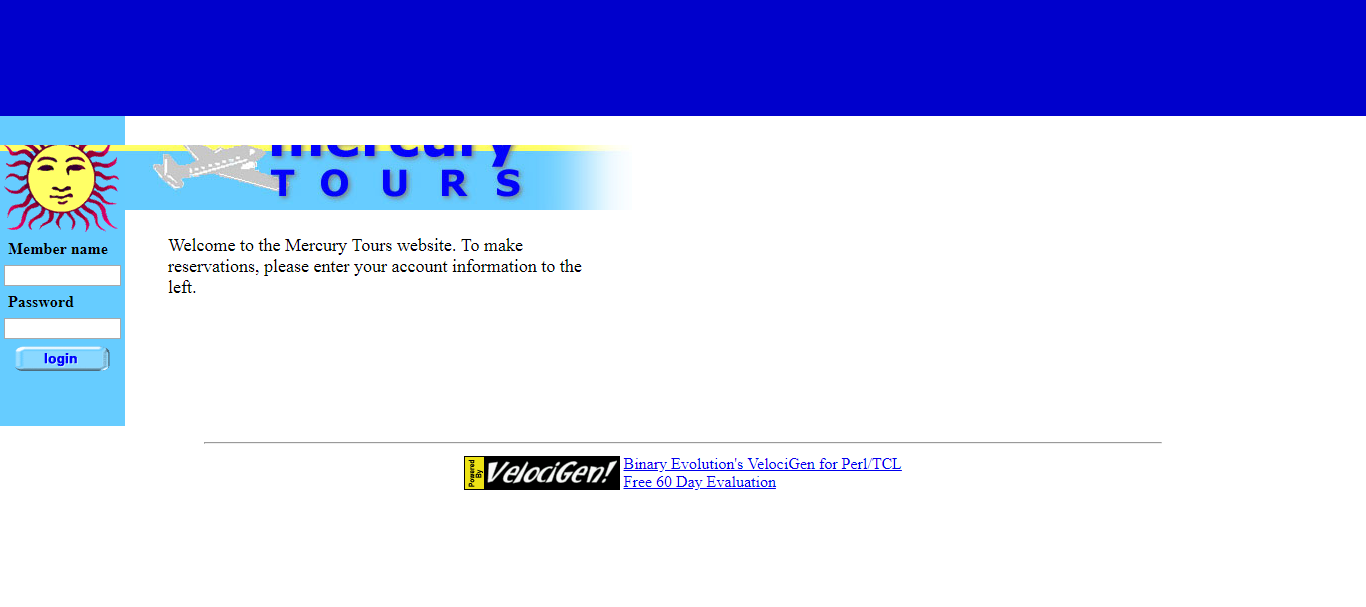 mercury
TOURS
Member name
Password
login
Welcome to the Mercury Tours website. To make
reservations, please enter your account information to the
left.
Powered
By
VelociGen!
Binary Evolution's VelociGen for Perl/TCL
Free 60 Day Evaluation